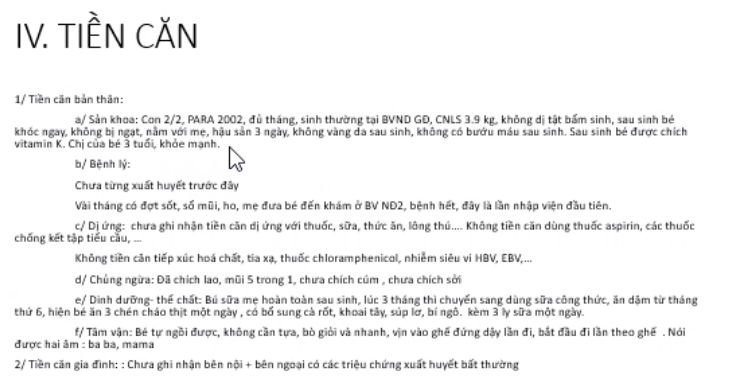 IV. TIỀN CĂN
1/ Tiền căn bản thân:
a/ Sản khoa: Con 2/2, PARA 2002, đủ tháng, sinh thường tại BVND GĐ, CNLS 3.9 kg, không dị tật bẩm sinh, sau sinh bé
khóc ngay, không bị ngạt, nằm với mẹ, hậu sản 3 ngày, không vàng da sau sinh, không có bướu máu sau sinh. Sau sinh bé được chích
vitamin K. Chị của bé 3 tuổi, khỏe mạnh.
b/ Bệnh lý:
Chưa từng xuất huyết trước đây
Vài tháng có đợt sốt, sổ mũi, ho, mẹ đưa bé đến khám ở BV NĐ2, bệnh hết, đây là lần nhập viện đầu tiên.
c/ Dị ứng: chưa ghi nhận tiền căn dị ứng với thuốc, sữa, thức ăn, lông thú.... Không tiền căn dùng thuốc aspirin, các thuốc
chống kết tập tiểu cầu, ...
Không tiền căn tiếp xúc hoá chất, tia xạ, thuốc chloramphenicol, nhiễm siêu vi HBV, EBV,...
d/ Chủng ngừa: Đã chích lao, mũi 5 trong 1, chưa chích cúm , chưa chích sởi
e/ Dinh dưỡng- thể chất: Bú sữa mẹ hoàn toàn sau sinh, lúc 3 tháng thì chuyển sang dùng sữa công thức, ăn dặm từ tháng
thứ 6, hiện bé ăn 3 chén cháo thịt một ngày , có bổ sung cà rốt, khoai tây, súp lơ, bí ngô. kèm 3 ly sữa một ngày.
f/ Tâm vận: Bé tự ngồi được, không cần tựa, bò giỏi và nhanh, vịn vào ghế đứng dậy lần đi, bắt đầu đi lần theo ghế . Nói
được hai âm : ba ba, mama
2/ Tiền căn gia đình: : Chưa ghi nhận bên nội + bên ngoại có các triệu chứng xuất huyết bất thường